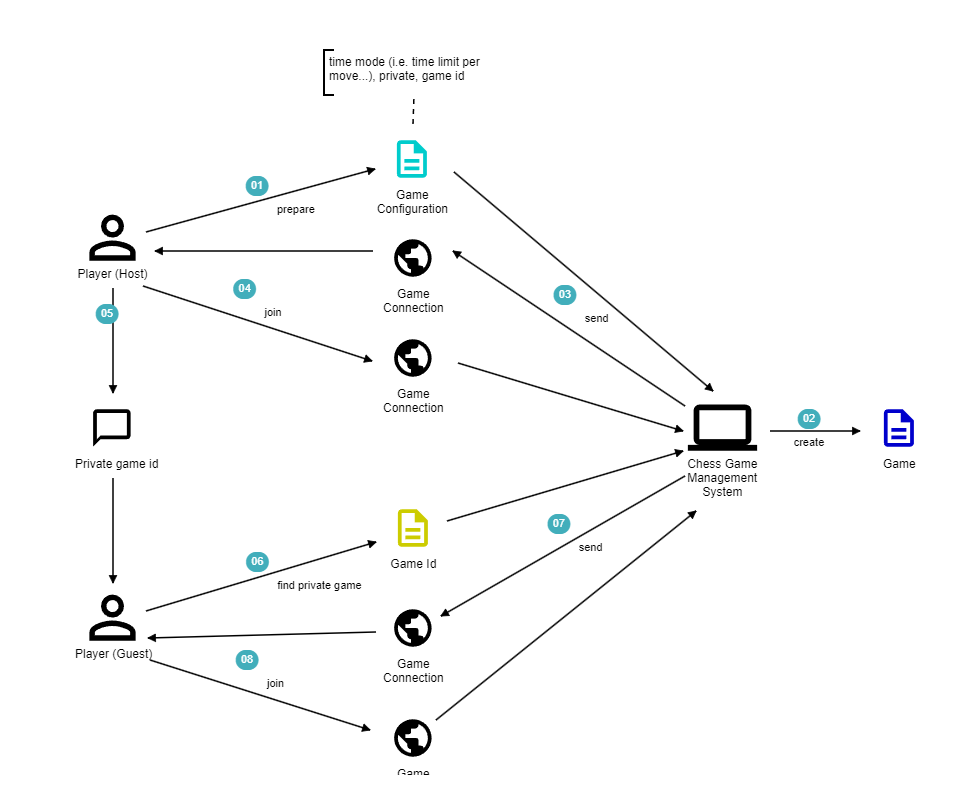 time mode (i.e. time limit per
move...), private, game id
01
prepare
Game
Configuration
Player (Host)
Game
Connection
03
send
04
join
05
Game
Connection
02
create
Private game id
Chess Game
Management
System
Game
07
send
06
find private game
Game Id
Player (Guest)
Game
Connection
08
join
Game